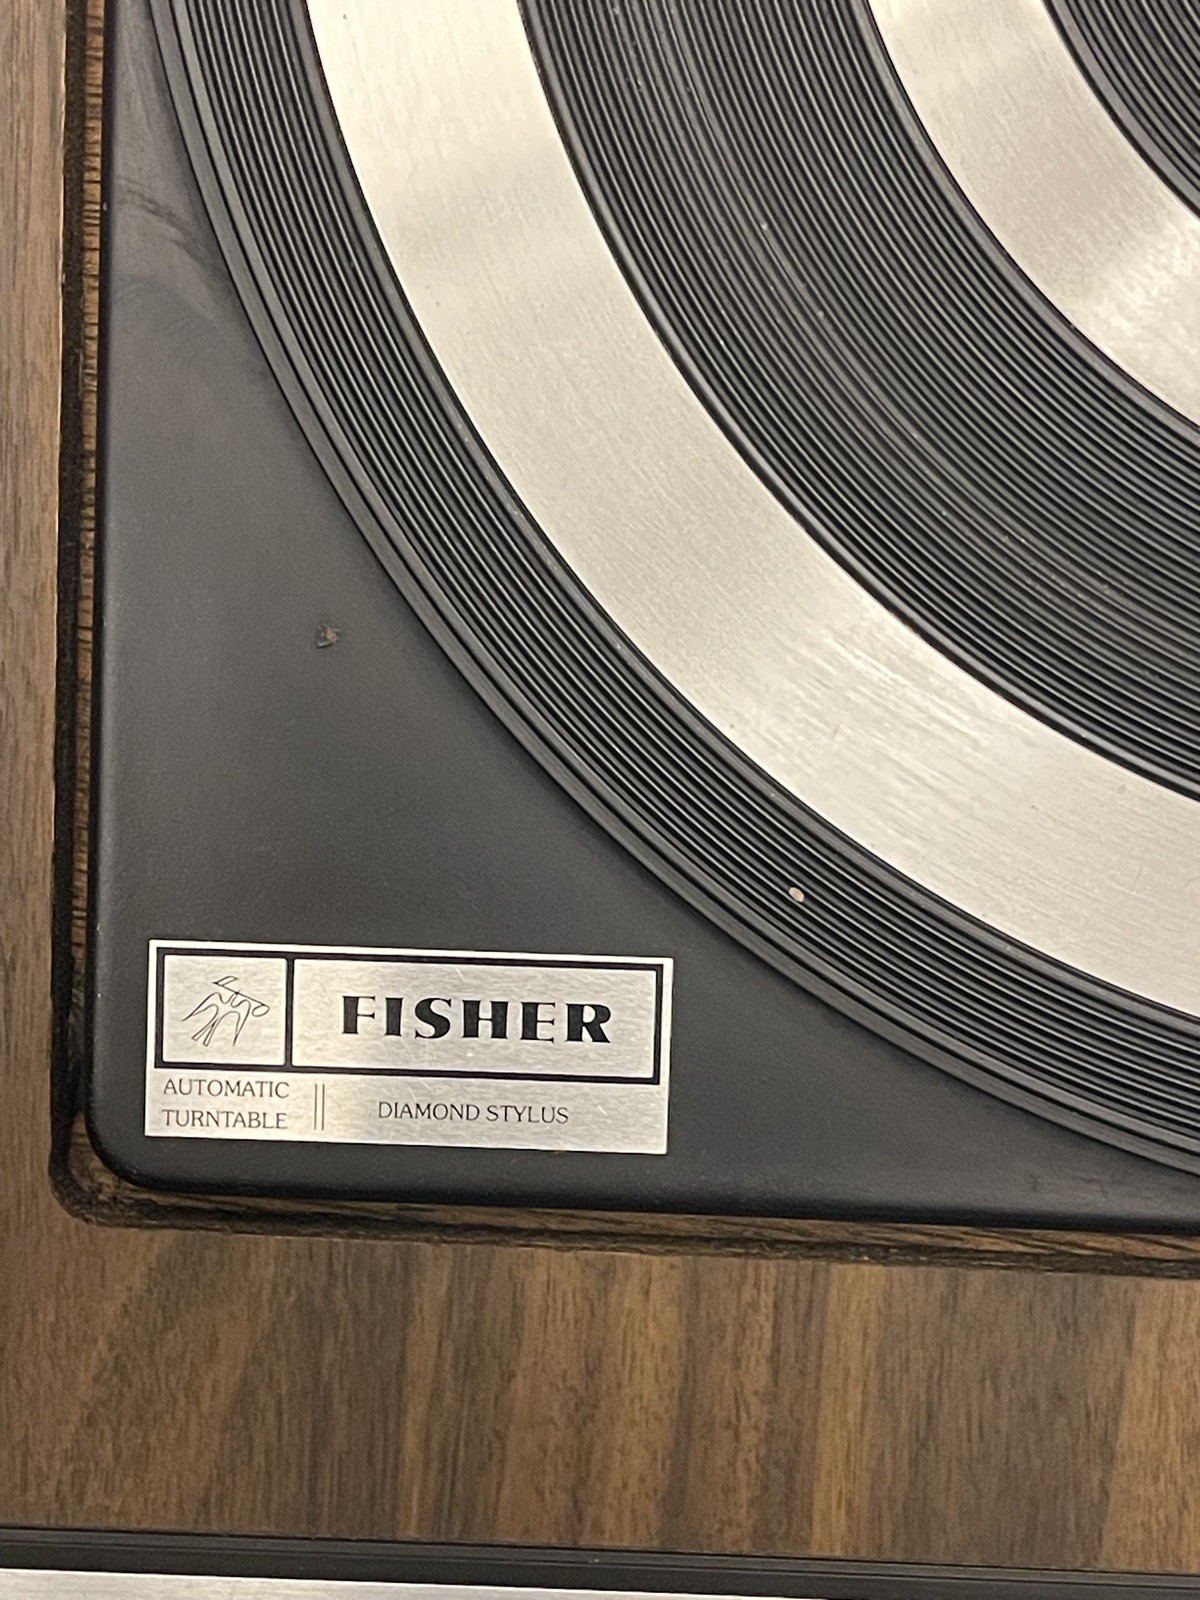 FISHER
AUTOMATIC
TURNTABLE
DIAMOND STYLUS